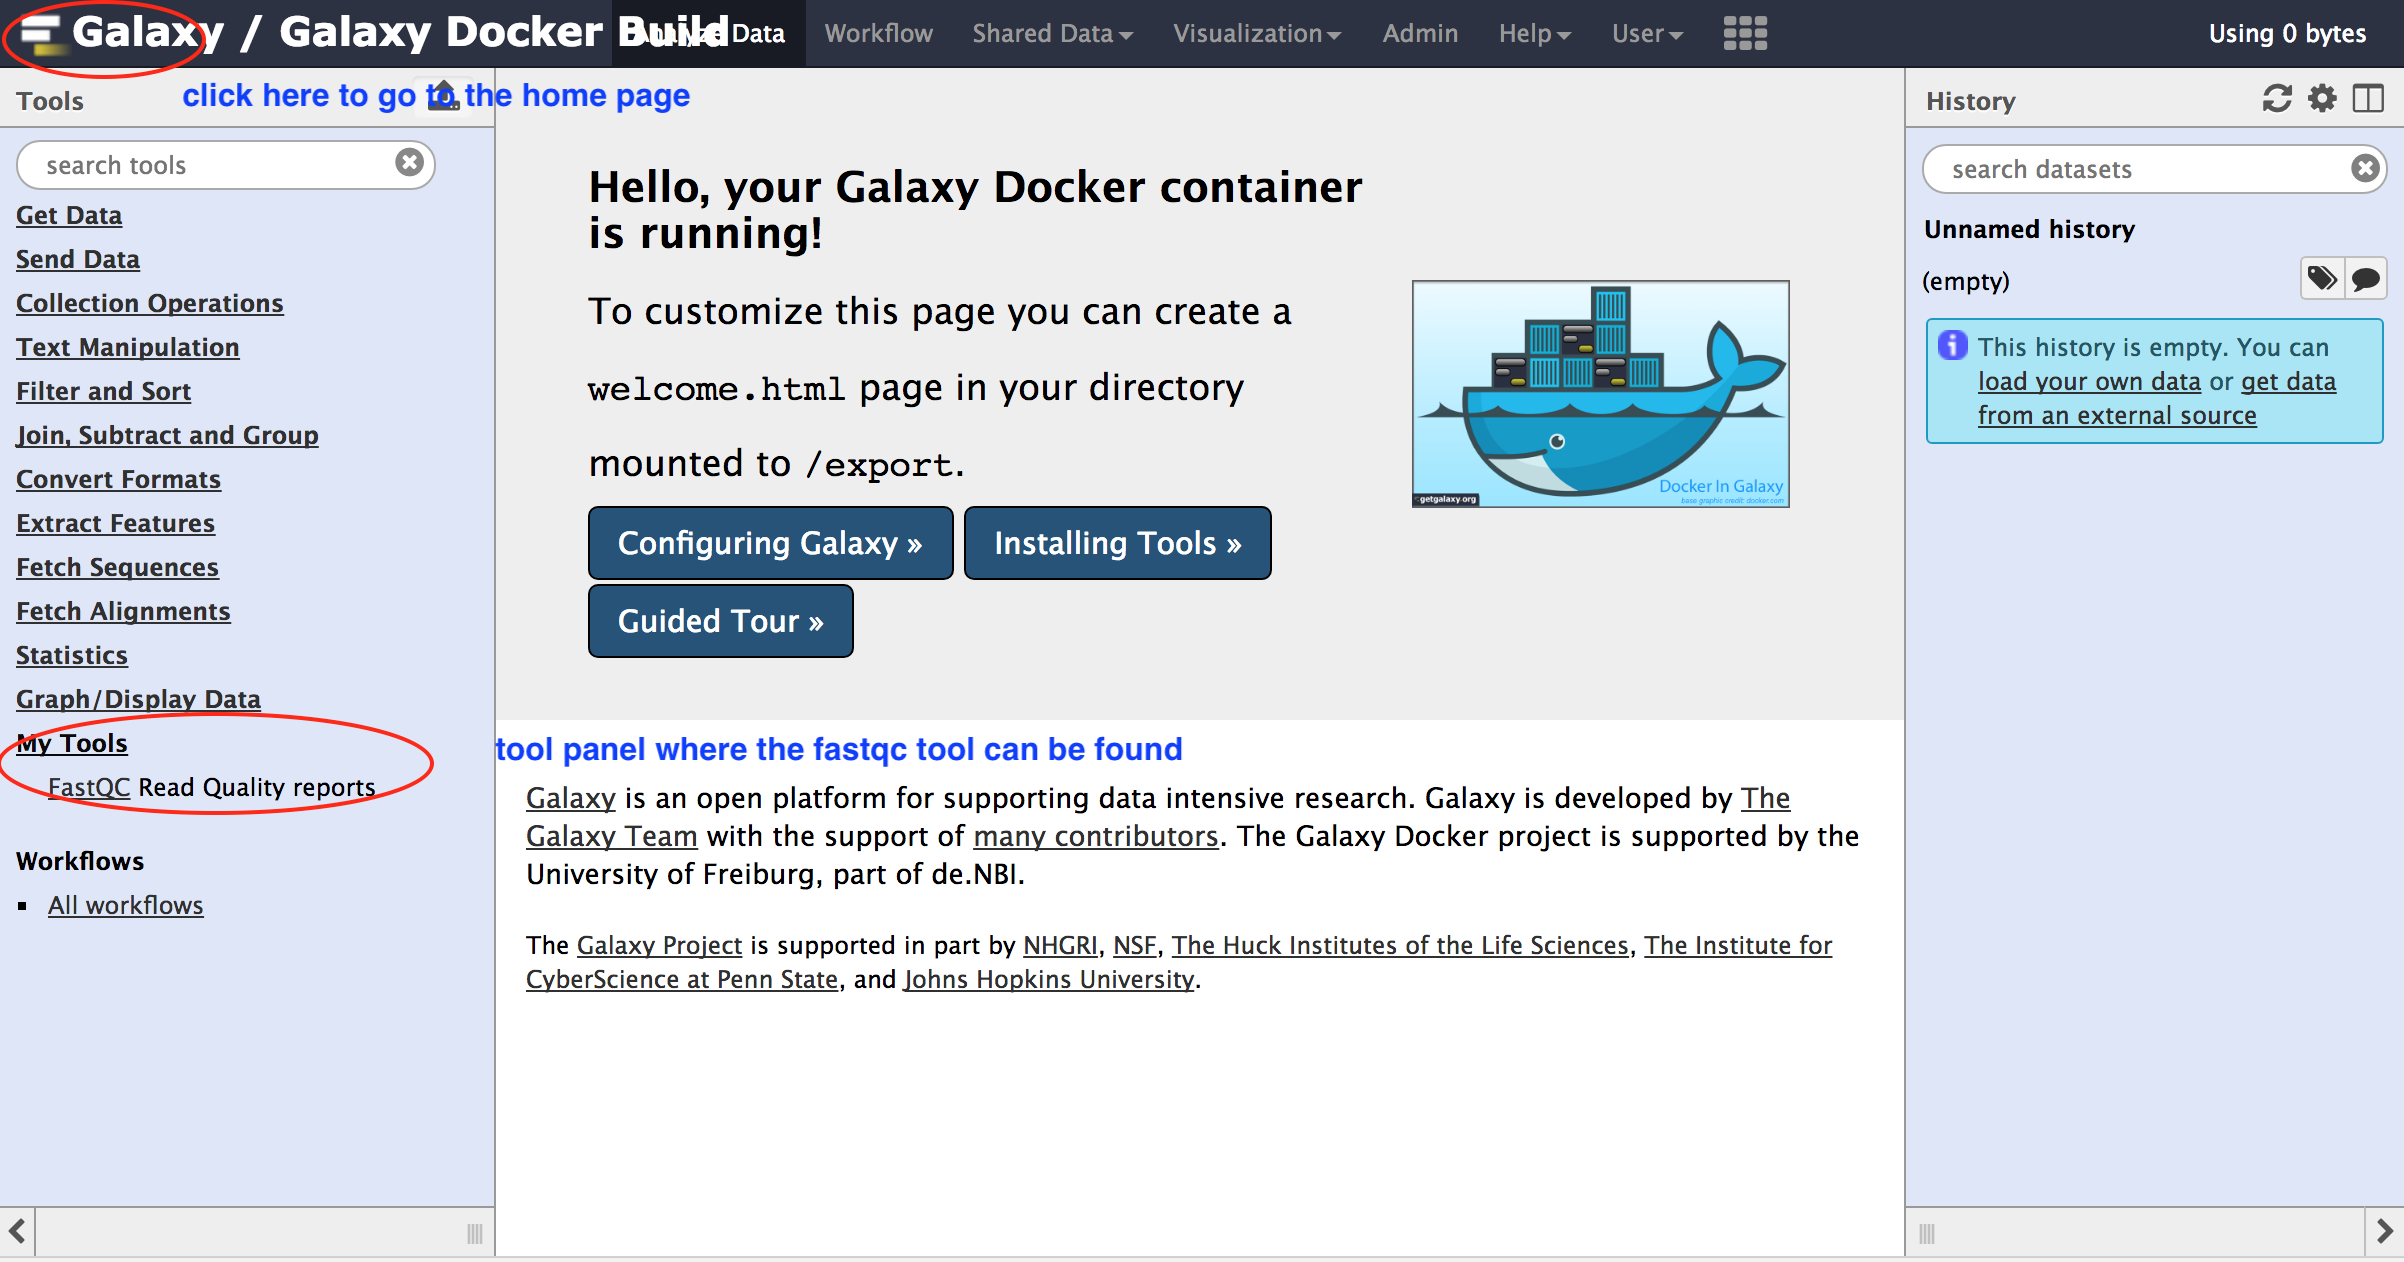 Galaxy / Galaxy Docker Build
Analyze Data
Workflow
Shared Data
Visualization
Admin
Help
User
Using 0 bytes
Tools
click here to go to the home page
search tools
Get Data
Send Data
Collection Operations
Text Manipulation
Filter and Sort
Join, Subtract and Group
Convert Formats
Extract Features
Fetch Sequences
Fetch Alignments
Statistics
Graph/Display Data
My Tools
FastQC Read Quality reports
Workflows
All workflows
Hello, your Galaxy Docker container
is running!
To customize this page you can create a
welcome.html page in your directory
mounted to /export.
Configuring Galaxy »
Installing Tools »
Guided Tour »
Docker In Galaxy
base graphic credit: docker.com
getgalaxy.org
tool panel where the fastqc tool can be found
Galaxy is an open platform for supporting data intensive research. Galaxy is developed by The
Galaxy Team with the support of many contributors. The Galaxy Docker project is supported by the
University of Freiburg, part of de.NBI.
The Galaxy Project is supported in part by NHGRI, NSF, The Huck Institutes of the Life Sciences, The Institute for
CyberScience at Penn State, and Johns Hopkins University.
History
search datasets
Unnamed history
(empty)
This history is empty. You can
load your own data or get data
from an external source